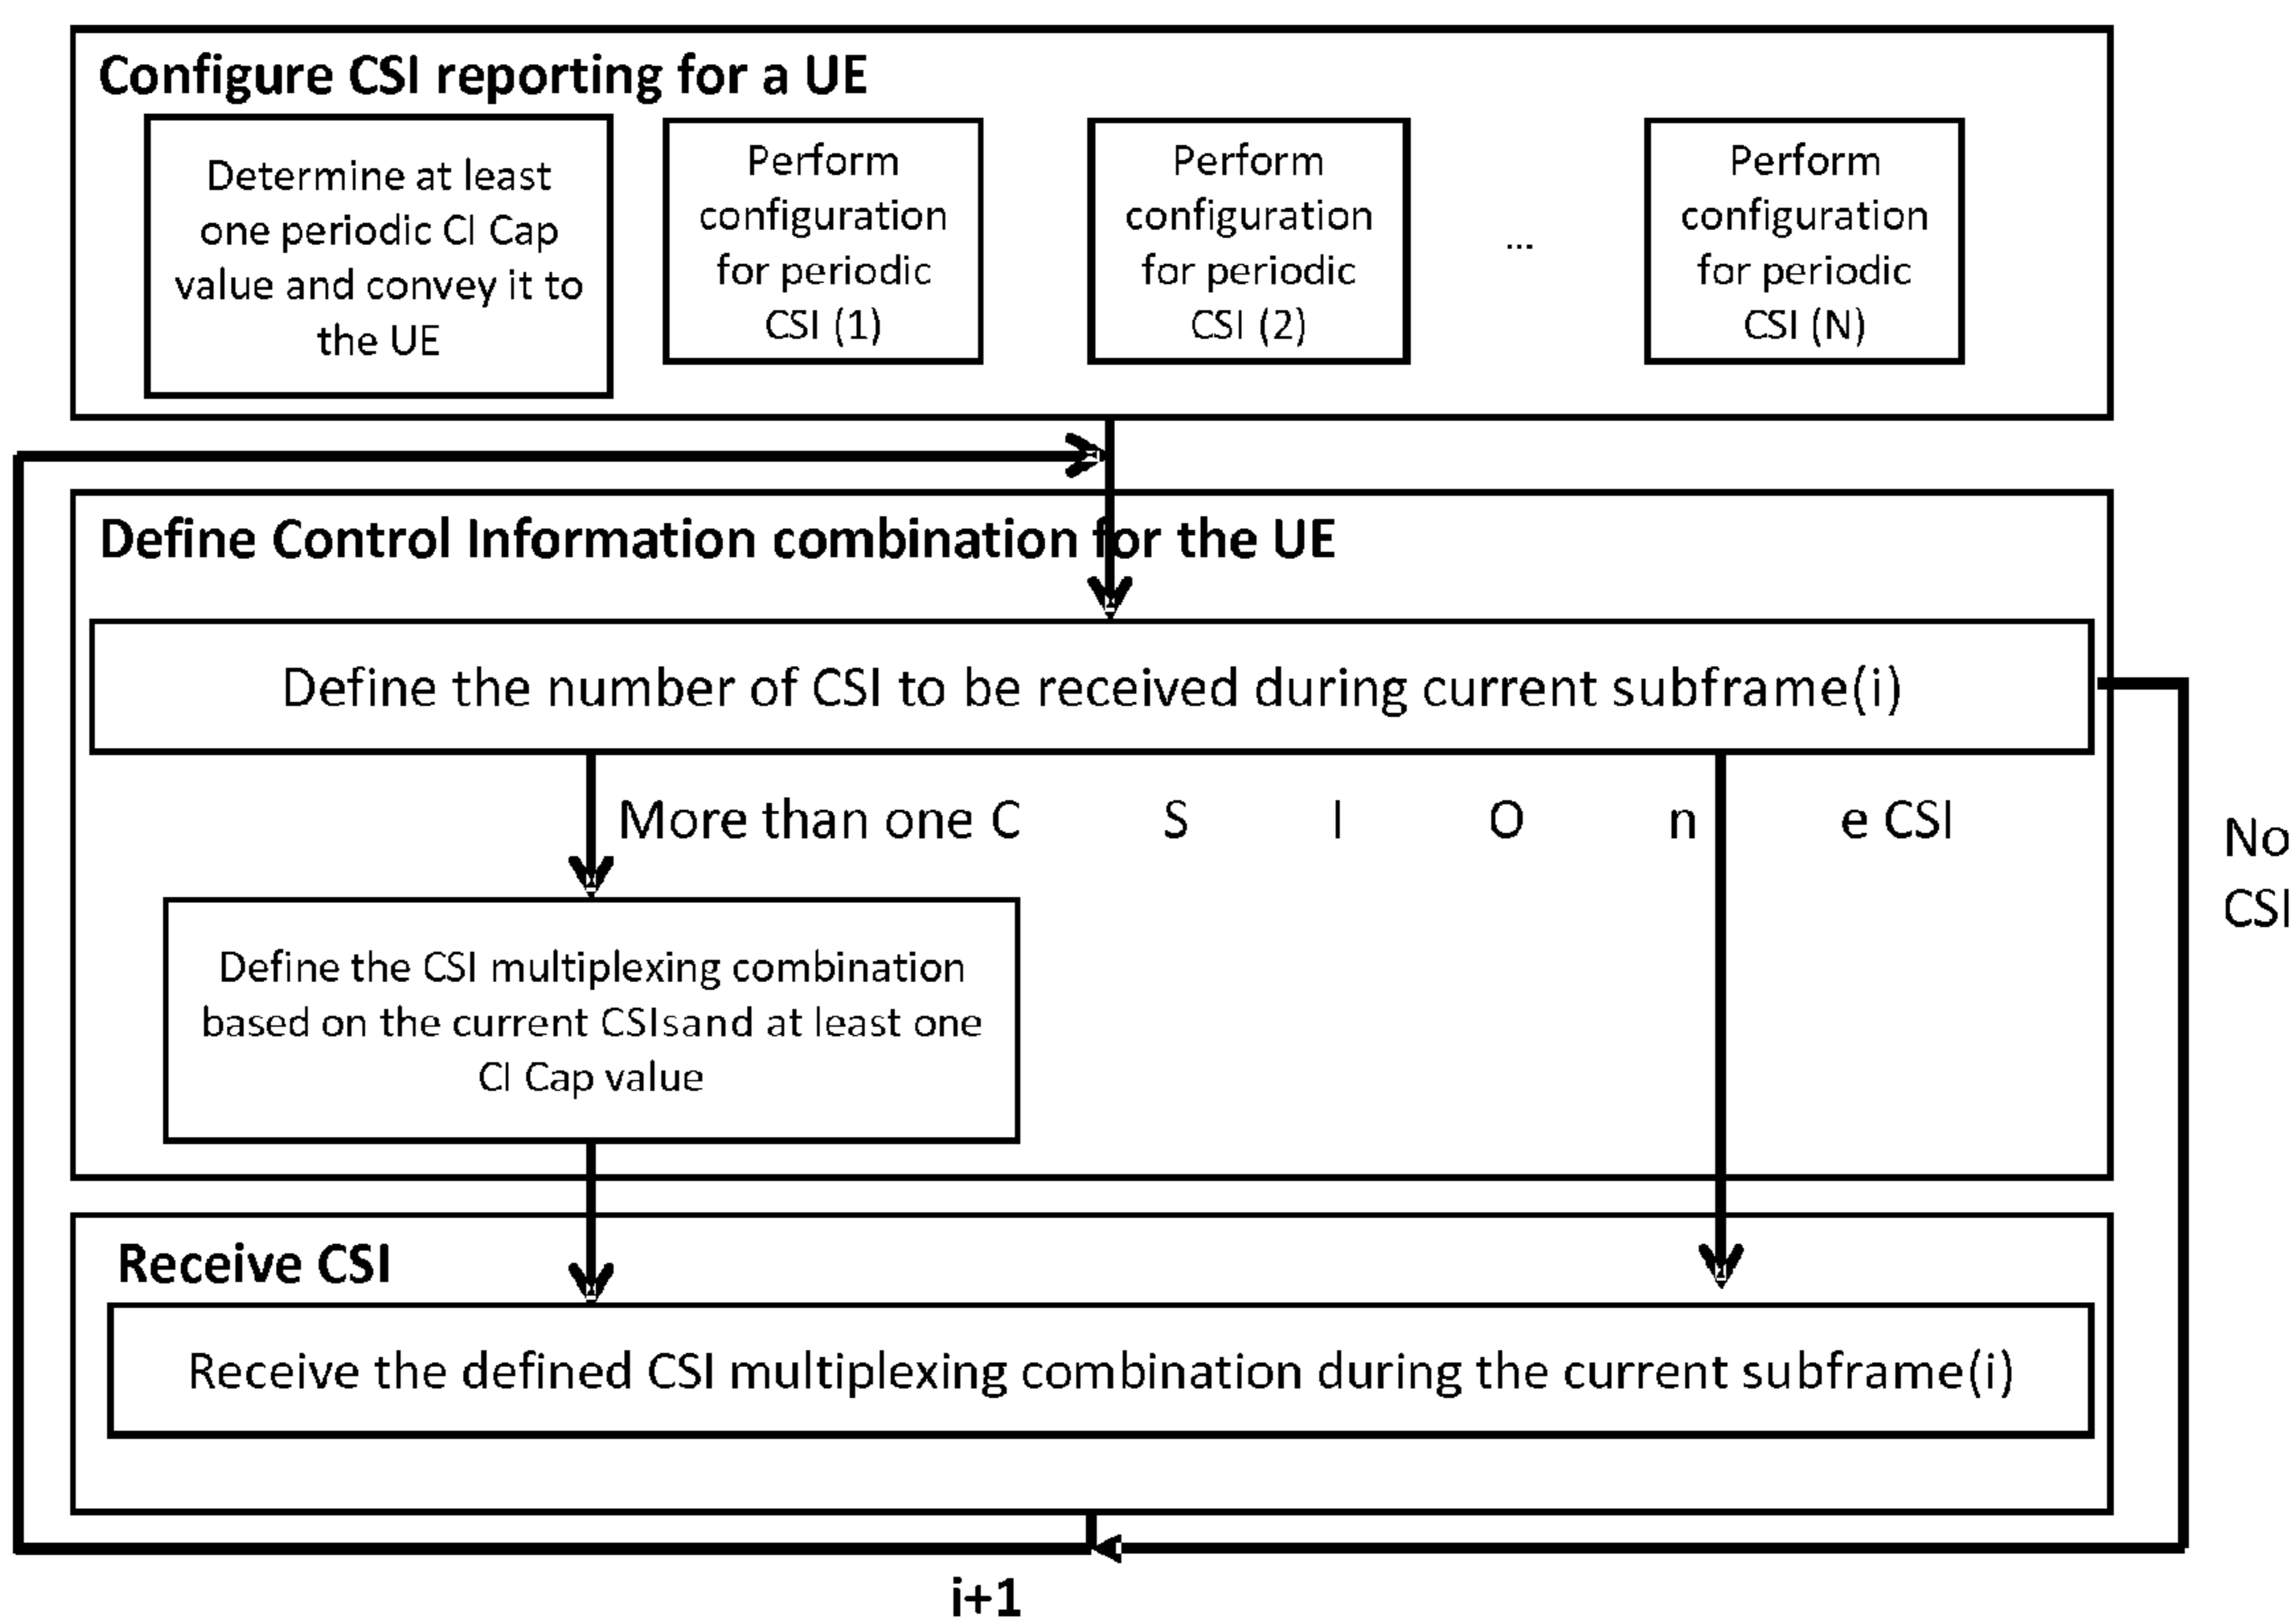 Configure CSI reporting for a UE
Determine at least
one periodic CI Cap
value and convey it to
the UE
Perform
configuration
for periodic
CSI (1)
Perform
configuration
for periodic
CSI (2)
...
Perform
configuration
for periodic
CSI (N)
Define Control Information combination for the UE
Define the number of CSI to be received during current subframe(i)
More than one C S I O n e CSI
No
CSI
Define the CSI multiplexing combination
based on the current CSIsand at least one
CI Cap value
Receive CSI
Receive the defined CSI multiplexing combination during the current subframe(i)
i+1